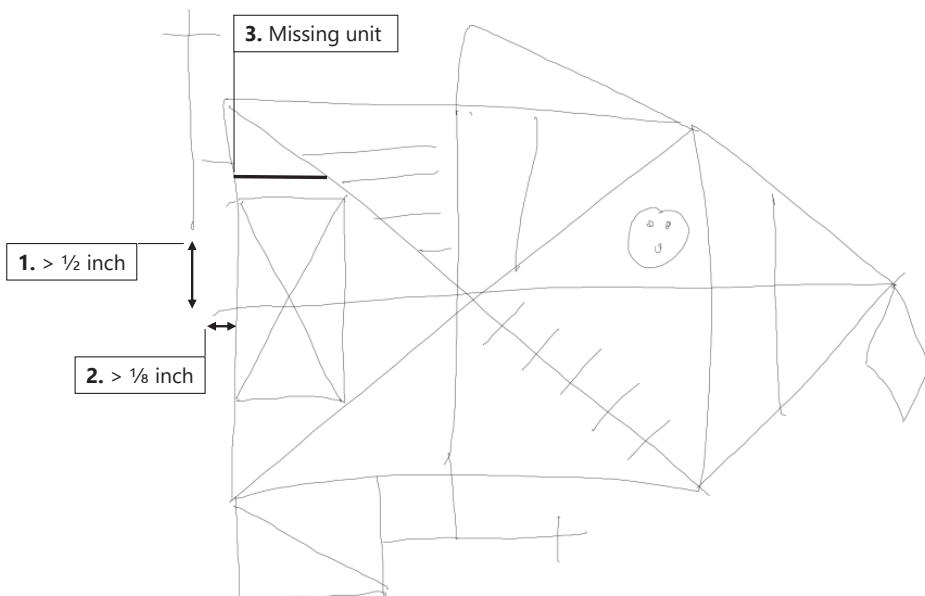 3. Missing unit
1. > ½ inch
2. > ⅛ inch